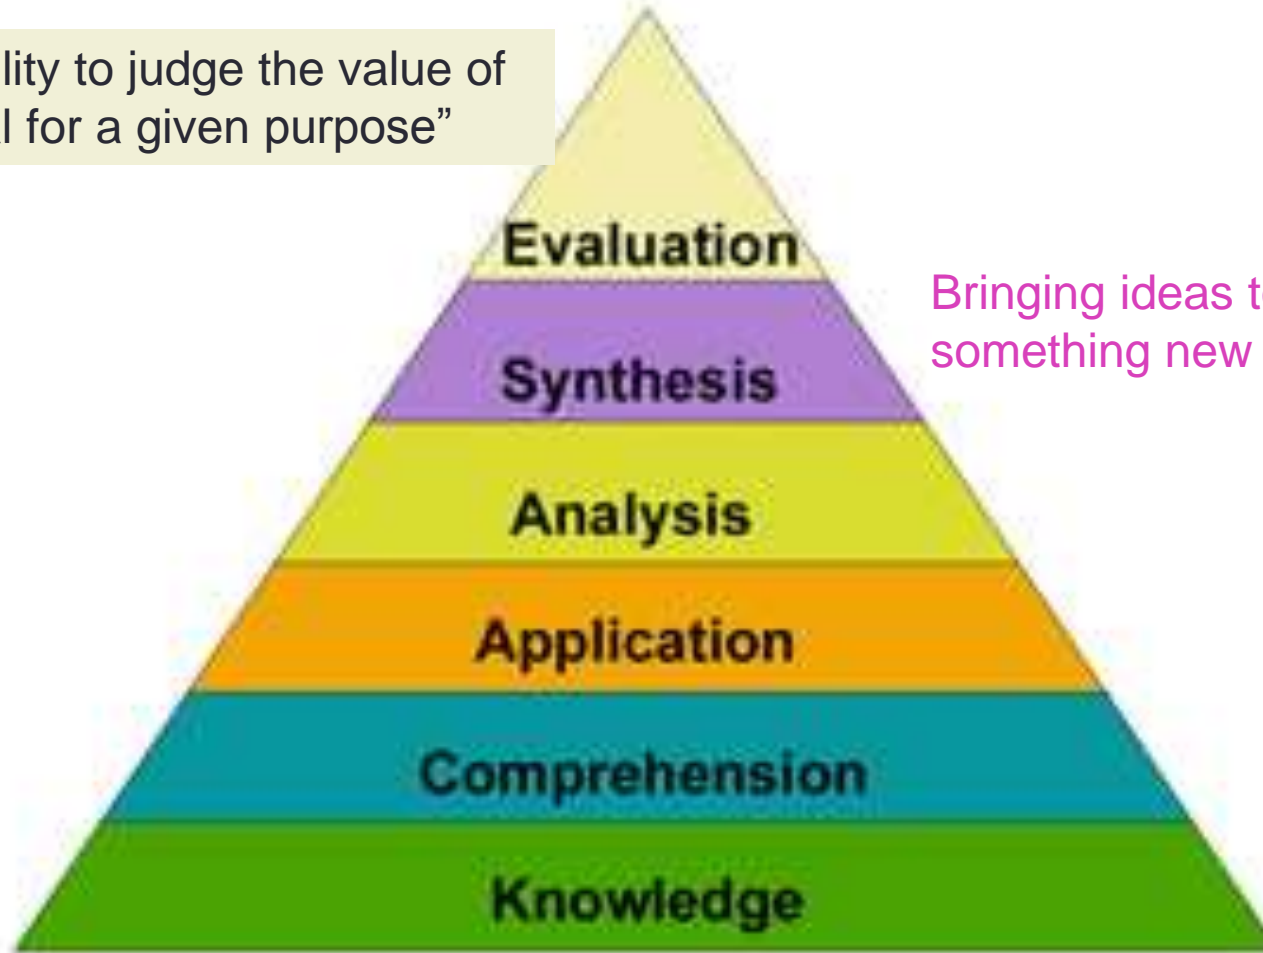 lity to judge the value of
l for a given purpose”
Evaluation
Bringing ideas t
something new
Synthesis
Analysis
Application
Comprehension
Knowledge